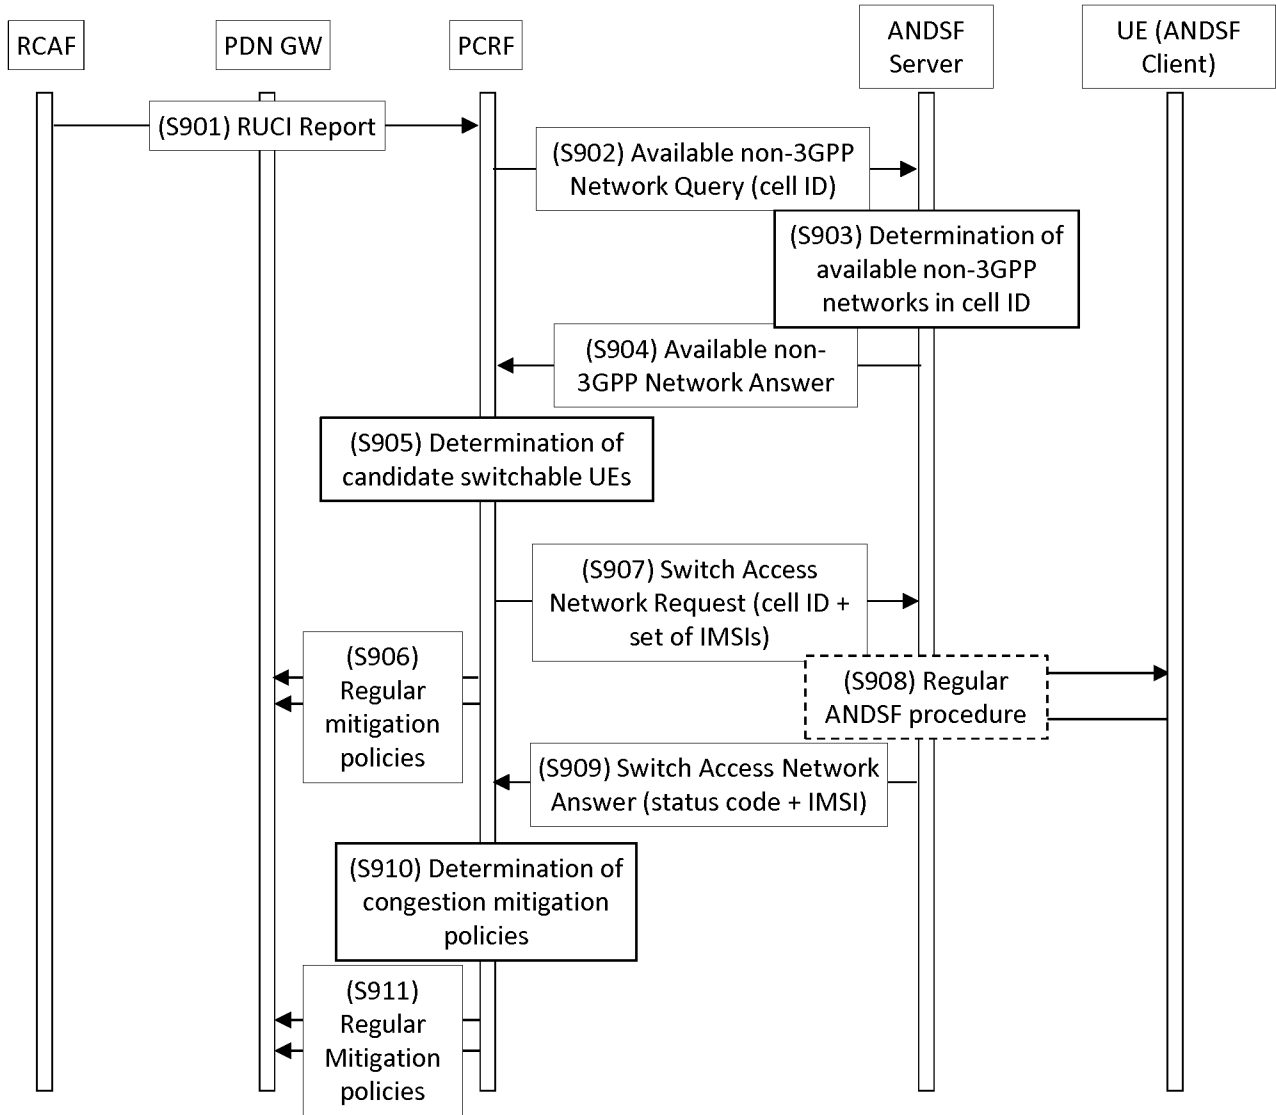 RCAF
PDN GW
PCRF
ANDSF
Server
UE (ANDSF
Client)
(S901) RUCI Report
(S902) Available non-3GPP
Network Query (cell ID)
(S903) Determination of
available non-3GPP
networks in cell ID
(S904) Available non-
3GPP Network Answer
(S905) Determination of
candidate switchable UEs
(S907) Switch Access
Network Request (cell ID +
set of IMSIs)
(S906)
Regular
mitigation
policies
(S908) Regular
ANDSF procedure
(S909) Switch Access Network
Answer (status code + IMSI)
(S910) Determination of
congestion mitigation
policies
(S911)
Regular
Mitigation
policies